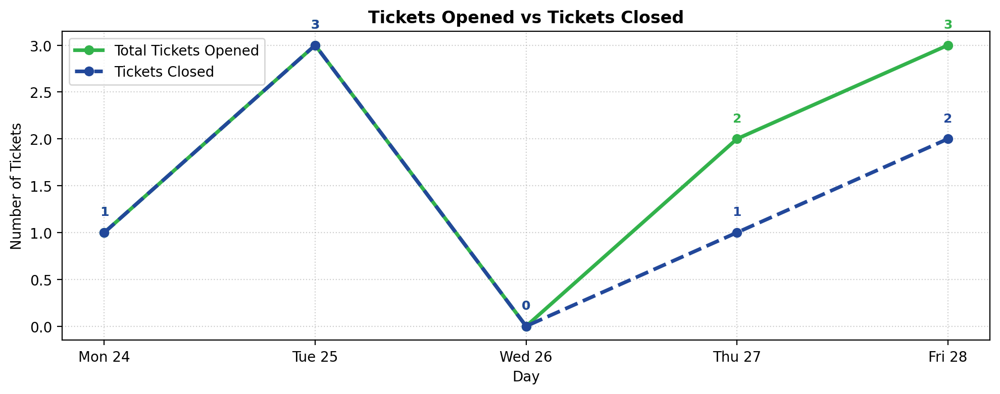 Tickets Opened vs Tickets Closed
Total Tickets Opened
Tickets Closed
Number of Tickets
3.0
2.5
2.0
1.5
1.0
0.5
0.0
1
3
0
2
1
3
2
Mon 24
Tue 25
Wed 26
Thu 27
Fri 28
Day